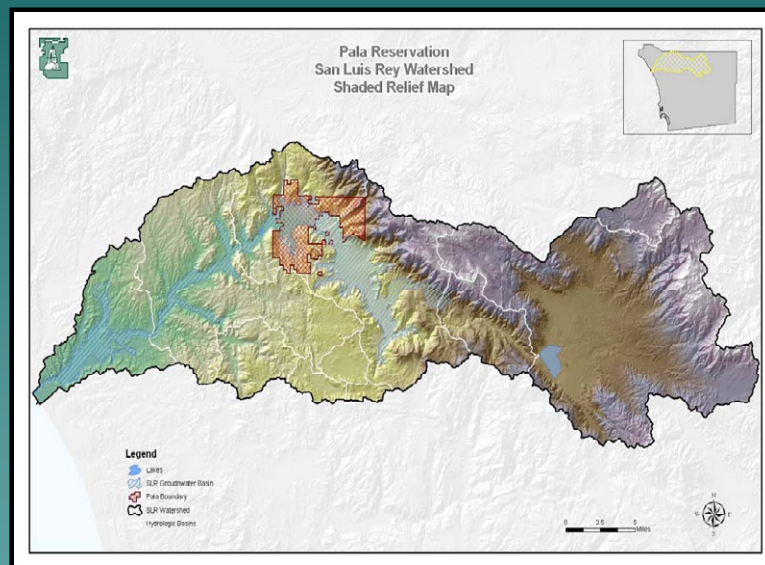 Pala Reservation
San Luis Rey Watershed
Shaded Relief Map
Legend
Lakes
SLR Groundwater Basin
Pala Boundary
SLR Watershed
Hydrologic Basins
0 2.5 5
Miles
N
W E
S